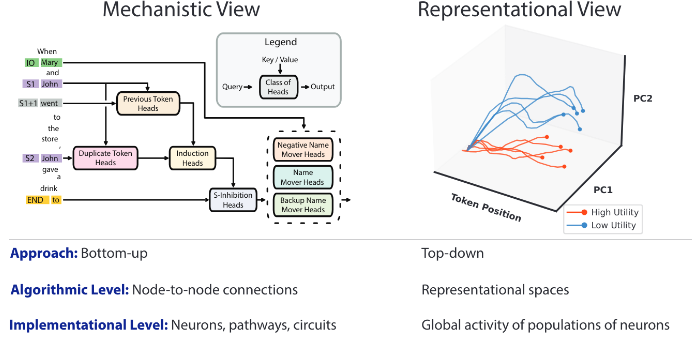 Mechanistic View
Representational View
When
IO Mary
and
S1 John
S1+1 went
to
the
store
,
S2 John
gave
a
drink
END to
Previous Token
Heads
Duplicate Token
Heads
Induction
Heads
S-Inhibition
Heads
Negative Name
Mover Heads
Name
Mover Heads
Backup Name
Mover Heads
Legend
Key / Value
Query
Class of
Heads
Output
PC2
PC1
Token Position
High Utility
Low Utility
Approach: Bottom-up
Top-down
Algorithmic Level: Node-to-node connections
Representational spaces
Implementational Level: Neurons, pathways, circuits
Global activity of populations of neurons